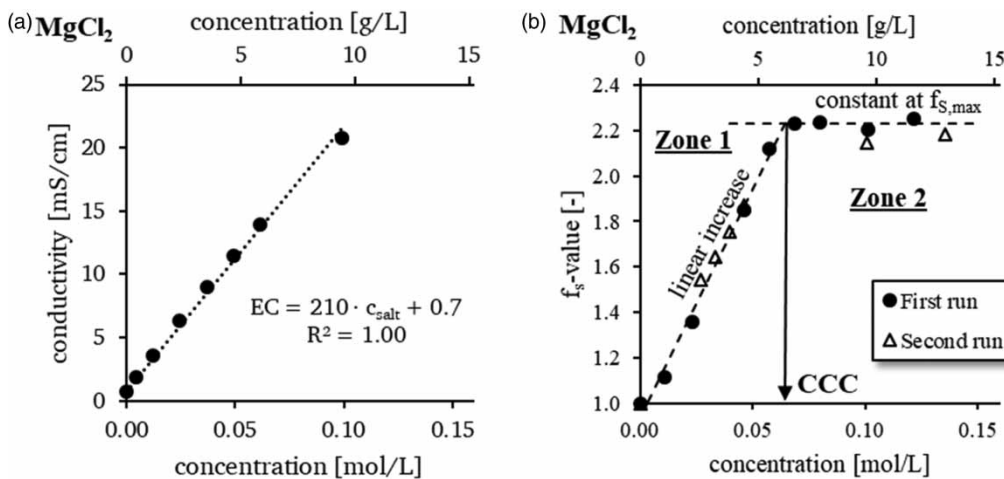 (a) MgCl₂
concentration [g/L]
0 5 10 15
25
20
15
10
5
0
conductivity [mS/cm]
EC = 210 · c_salt + 0.7
R² = 1.00
0.00 0.05 0.10 0.15
concentration [mol/L]
(b) MgCl₂
concentration [g/L]
0 5 10 15
2.4
2.2
2.0
1.8
1.6
1.4
1.2
1.0
fₛ-value [-]
constant at f_S,max
Zone 1
linear increase
Zone 2
First run
Second run
CCC
0.00 0.05 0.10 0.15
concentration [mol/L]